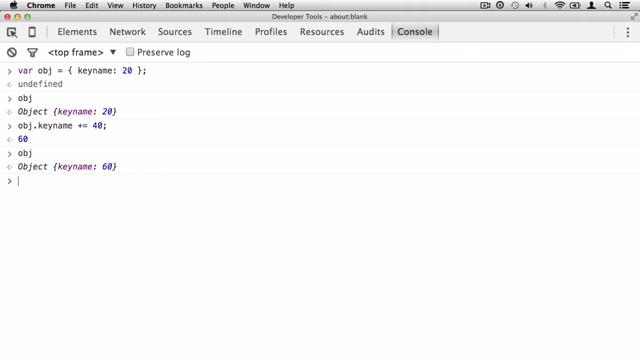 Chrome File Edit View History Bookmarks People Window Help
Developer Tools - about:blank
Elements Network Sources Timeline Profiles Resources Audits Console
<top frame> Preserve log
> var obj = { keyname: 20 };
undefined
> obj
Object {keyname: 20}
> obj.keyname += 40;
60
> obj
Object {keyname: 60}
>